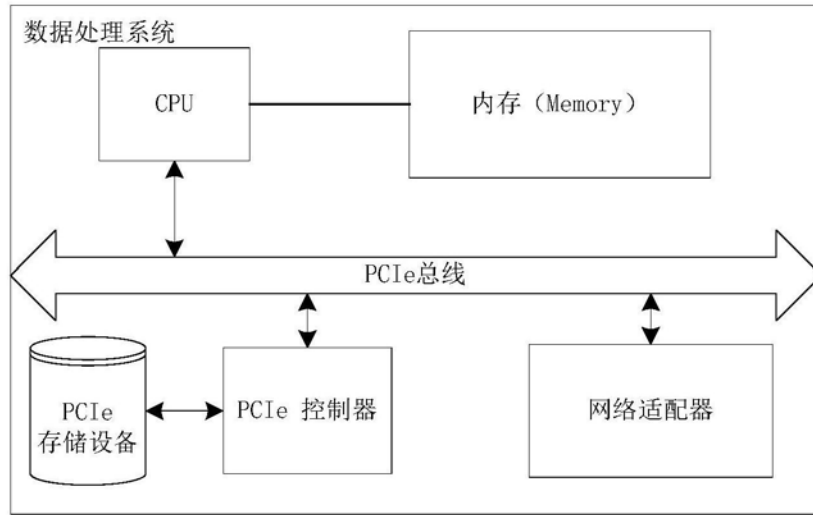 数据处理系统
CPU
内存（Memory）
PCIe总线
PCIe
存储设备
PCIe 控制器
网络适配器